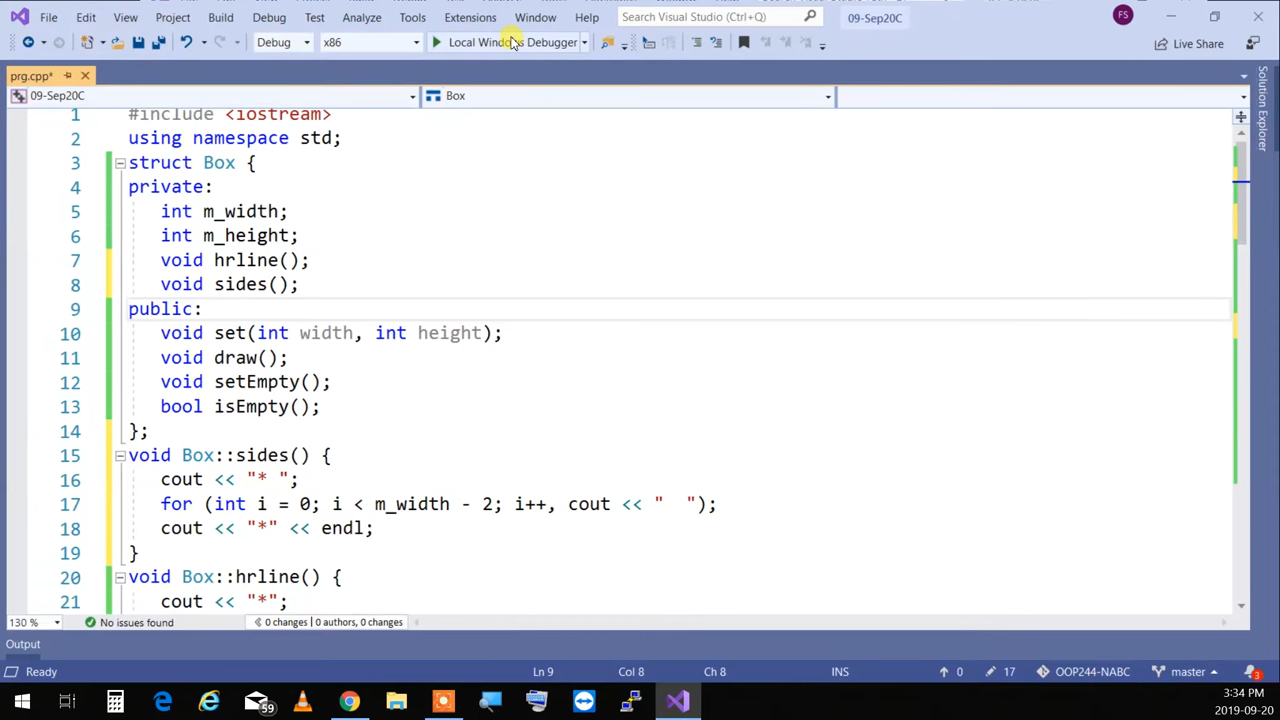 File Edit View Project Build Debug Test Analyze Tools Extensions Window Help Search Visual Studio (Ctrl+Q) 09-Sep20C FS
Debug x86 Local Windows Debugger Live Share
prg.cpp*
09-Sep20C Box
1 #include <iostream>
2 using namespace std;
3 struct Box {
4 private:
5 int m_width;
6 int m_height;
7 void hrline();
8 void sides();
9 public:
10 void set(int width, int height);
11 void draw();
12 void setEmpty();
13 bool isEmpty();
14 };
15 void Box::sides() {
16 cout << "* ";
17 for (int i = 0; i < m_width - 2; i++, cout << "  ");
18 cout << "*" << endl;
19 }
20 void Box::hrline() {
21 cout << "*";
Solution Explorer
130 % No issues found 0 changes | 0 authors, 0 changes
Output
Ready Ln 9 Col 8 Ch 8 INS 0 17 OOP244-NABC master 3
59
3:34 PM
2019-09-20